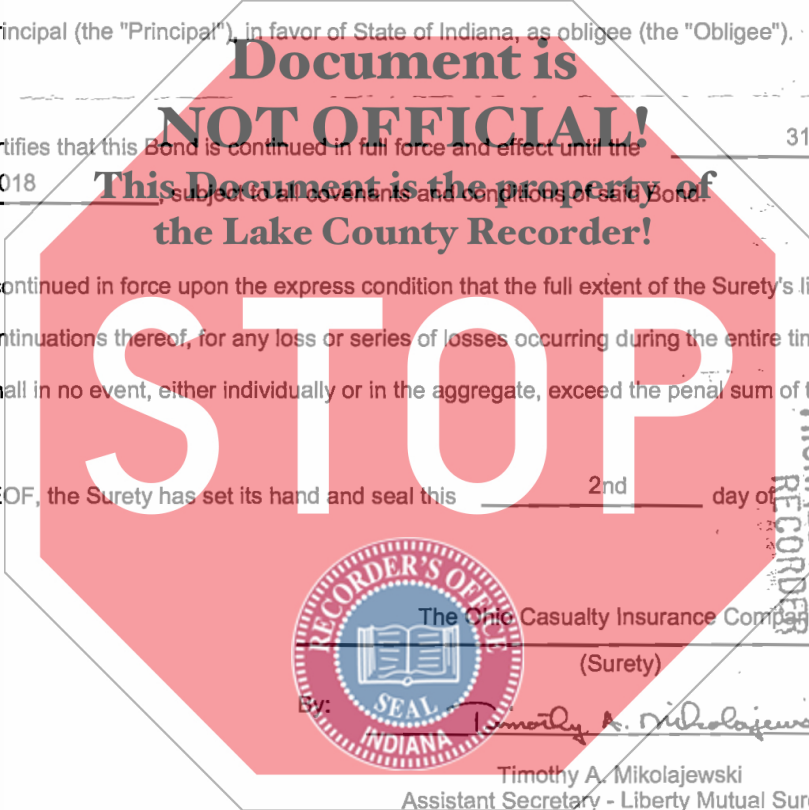 incipal (the "Principal"), in favor of State of Indiana, as obligee (the "Obligee").
Document is
NOT OFFICIAL!
tifies that this Bond is continued in full force and effect until the 31
018 , subject to all covenants and conditions of said Bond.
This Document is the property of
the Lake County Recorder!
ontinued in force upon the express condition that the full extent of the Surety's li
ntinuations thereof, for any loss or series of losses occurring during the entire tim
all in no event, either individually or in the aggregate, exceed the penal sum of t
STOP
EOF, the Surety has set its hand and seal this 2nd day of
RECORDER
RECORDER'S OFFICE
SEAL
INDIANA
The Ohio Casualty Insurance Compan
(Surety)
By: Timothy A. Mikolajews
Timothy A. Mikolajewski
Assistant Secretary - Liberty Mutual Sur